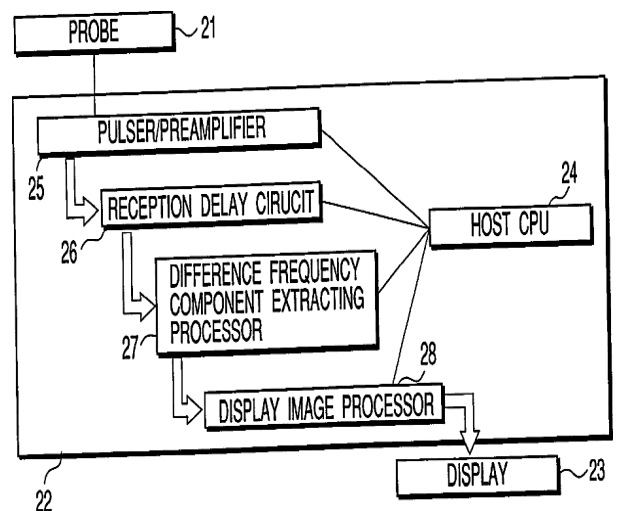 PROBE
21
PULSER/PREAMPLIFIER
25
24
RECEPTION DELAY CIRUCIT
HOST CPU
26
DIFFERENCE FREQUENCY
COMPONENT EXTRACTING
PROCESSOR
27
28
DISPLAY IMAGE PROCESSOR
DISPLAY
23
22